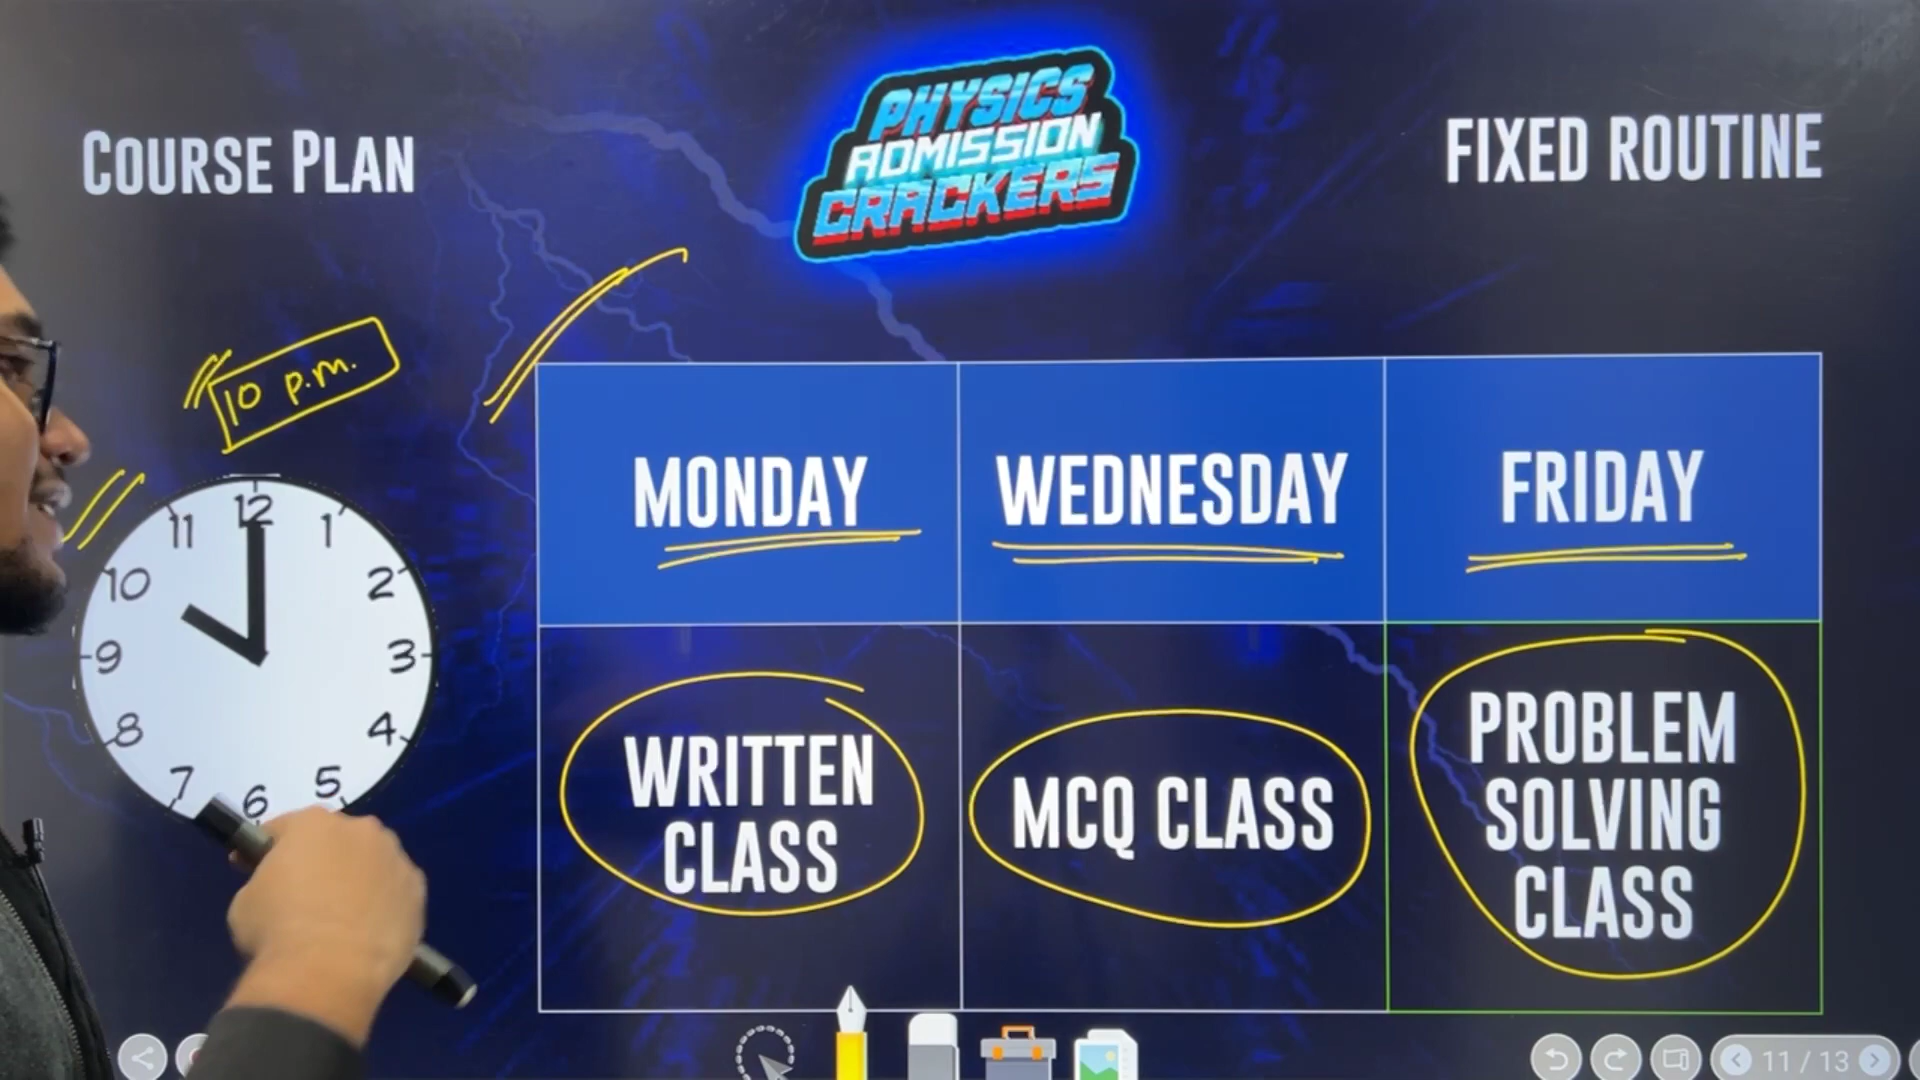 COURSE PLAN
PHYSICS
ADMISSION
CRACKERS
FIXED ROUTINE
10 p.m.
12
11
1
10
2
9
3
8
4
7
6
5
MONDAY
WEDNESDAY
FRIDAY
WRITTEN
CLASS
MCQ CLASS
PROBLEM
SOLVING
CLASS
11 / 13